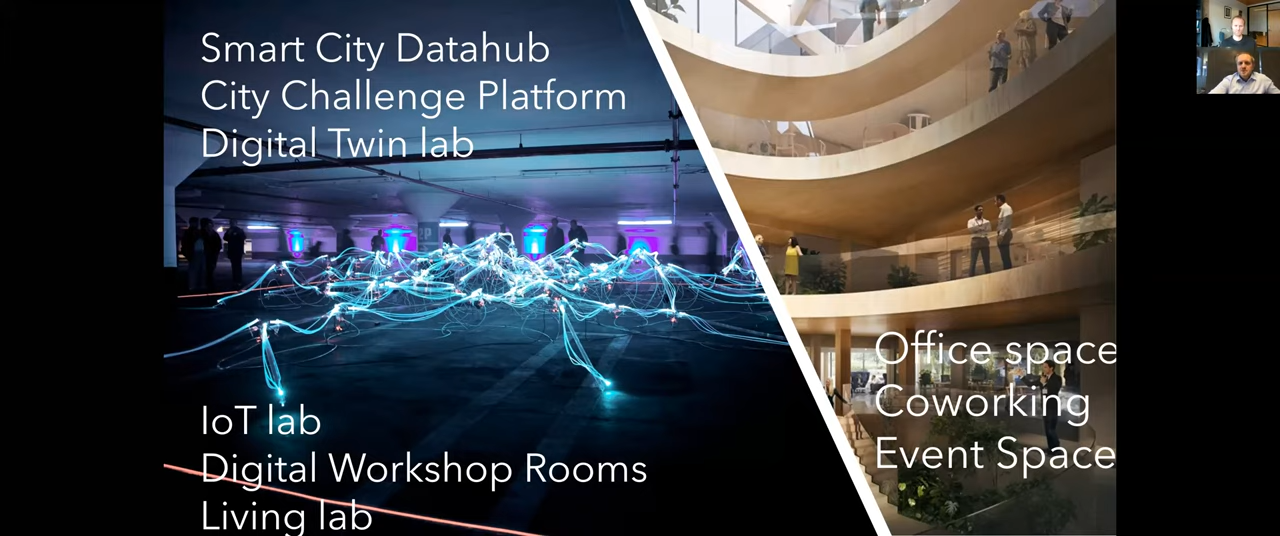 Smart City Datahub
City Challenge Platform
Digital Twin lab
IoT lab
Digital Workshop Rooms
Living lab
Office space
Coworking
Event Space